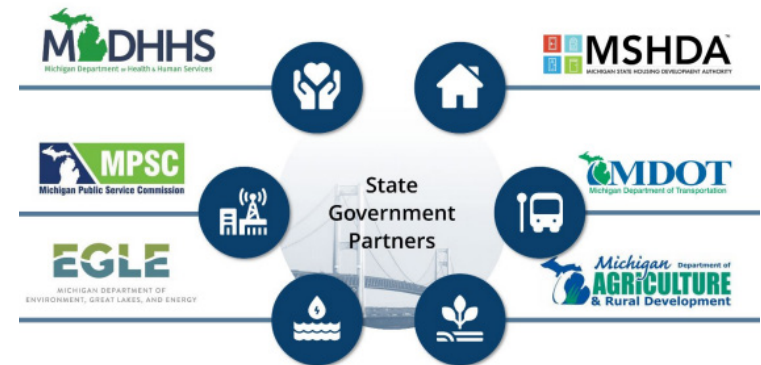 MDHHS
Michigan Department of Health & Human Services
MSHDA™
MICHIGAN STATE HOUSING DEVELOPMENT AUTHORITY
MPSC
Michigan Public Service Commission
State
Government
Partners
MDOT
Michigan Department of Transportation
EGLE
MICHIGAN DEPARTMENT OF
ENVIRONMENT, GREAT LAKES, AND ENERGY
Michigan Department of
AGRICULTURE
& Rural Development